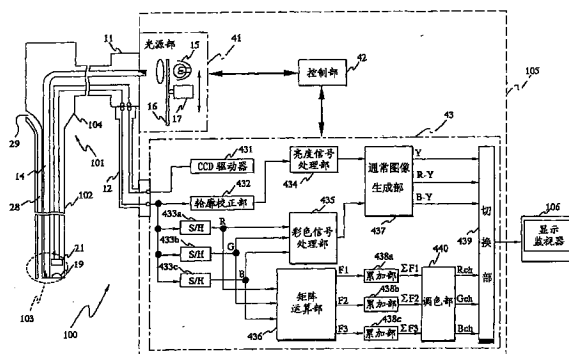 11
光源部
15
41
16
17
控制部
42
105
29
104
101
14
12
28
102
21
19
103
100
43
431
CCD 驱动器
432
轮廓校正部
亮度信号
处理部
434
通常图像
生成部
437
Y
R-Y
B-Y
433a
S/H
R
433b
S/H
G
433c
S/H
B
435
彩色信号
处理部
矩阵
运算部
436
F1
F2
F3
438a
累加部
ΣF1
438b
累加部
ΣF2
438c
累加部
ΣF3
440
调色部
Rch
Gch
Bch
切换部
439
106
显示
监视器